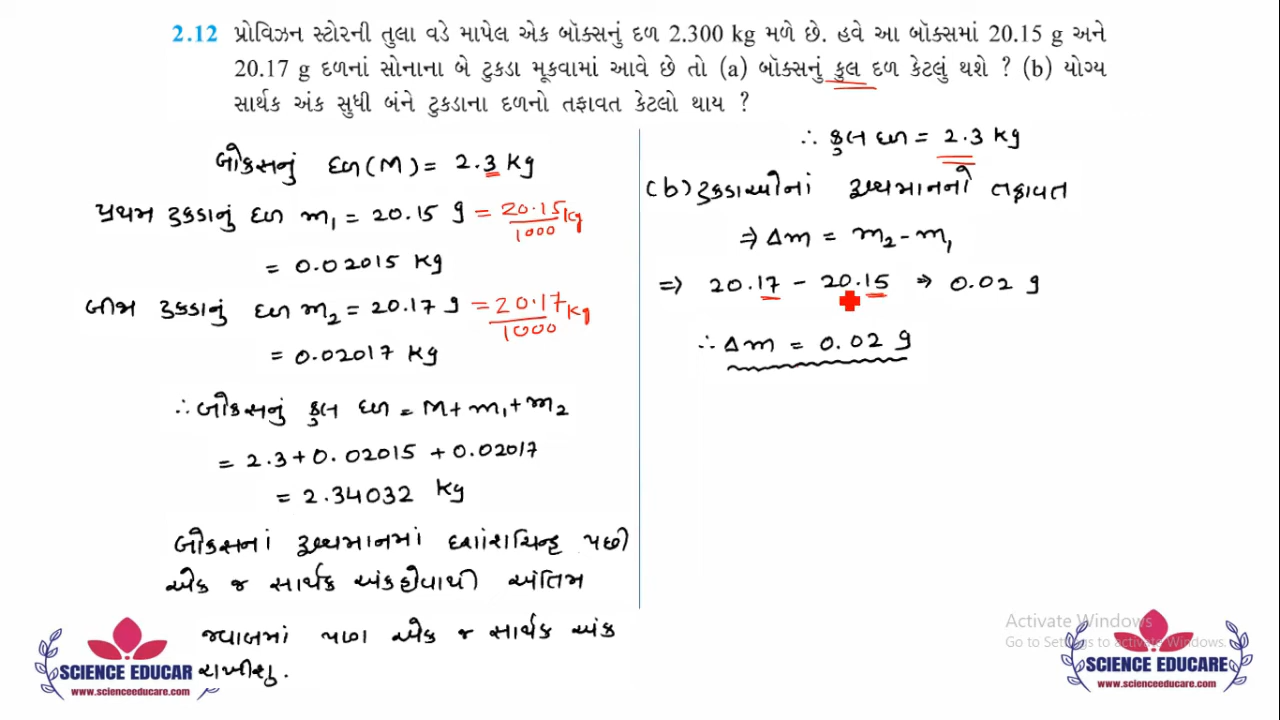 2.12 પ્રોવિઝન સ્ટોરની તુલા વડે માપેલ એક બૉક્સનું દળ 2.300 kg મળે છે. હવે આ બૉક્સમાં 20.15 g અને
20.17 g દળનાં સોનાના બે ટુકડા મૂકવામાં આવે છે તો (a) બૉક્સનું કુલ દળ કેટલું થશે ? (b) યોગ્ય
સાર્થક અંક સુધી બંને ટુકડાના દળનો તફાવત કેટલો થાય ?
બોકસનું દળ (M) = 2.3 Kg
પ્રથમ ટુકડાનું દળ m₁ = 20.15 g = 20.15/1000 kg
= 0.02015 Kg
બીજા ટુકડાનું દળ m₂ = 20.17 g = 20.17/1000 kg
= 0.02017 Kg
∴ બોકસનું કુલ દળ = M + m₁ + m₂
= 2.3 + 0.02015 + 0.02017
= 2.34032 Kg
બોકસનાં દ્રવ્યમાનમાં દશાંશચિન્હ પછી
એક જ સાર્થક અંક હોવાથી અંતિમ
જવાબમાં પણ એક જ સાર્થક અંક
રાખીશું.
∴ કુલ દળ = 2.3 Kg
(b) ટુકડાઓનાં દ્રવ્યમાનનો તફાવત
⇒ Δm = m₂ - m₁
⇒ 20.17 - 20.15 ⇒ 0.02 g
∴ Δm = 0.02 g
Activate Windows
Go to Settings to activate Windows.
SCIENCE EDUCAR
www.scienceeducare.com
SCIENCE EDUCARE
www.scienceeducare.com